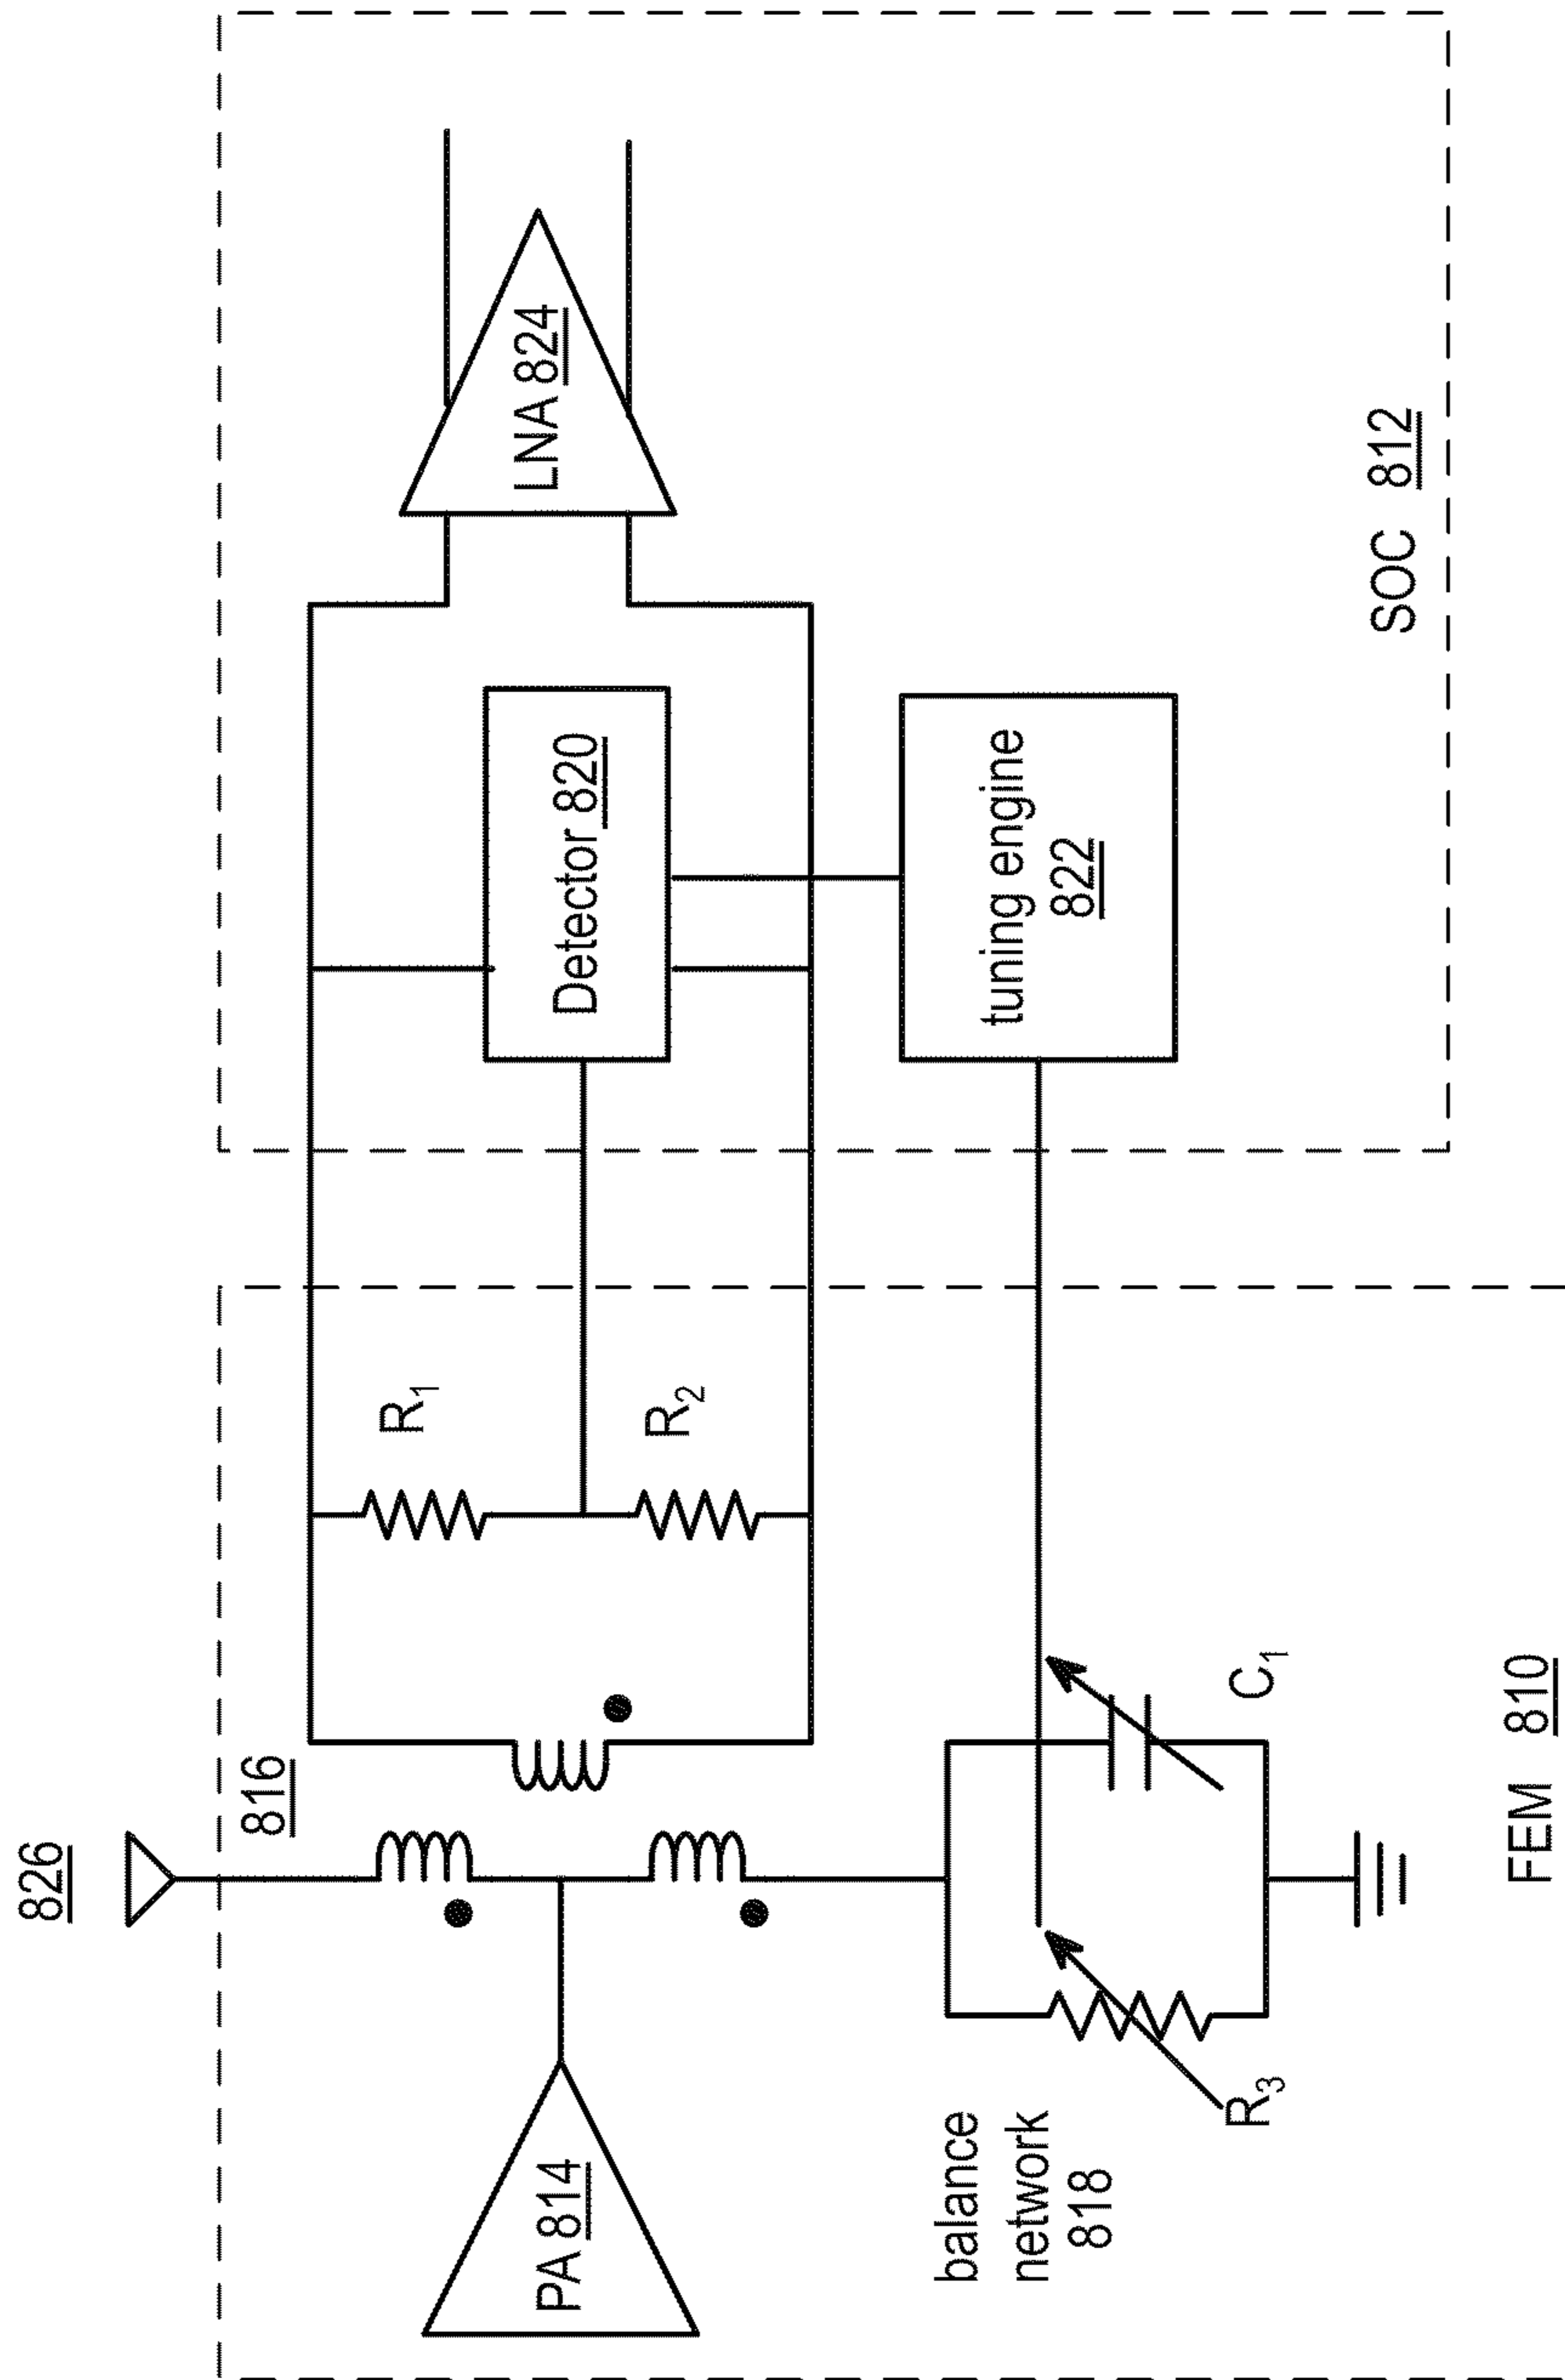 826
816
R1
R2
PA 814
LNA 824
Detector 820
tuning engine
822
balance
network
818
R3
C1
FEM 810
SOC 812